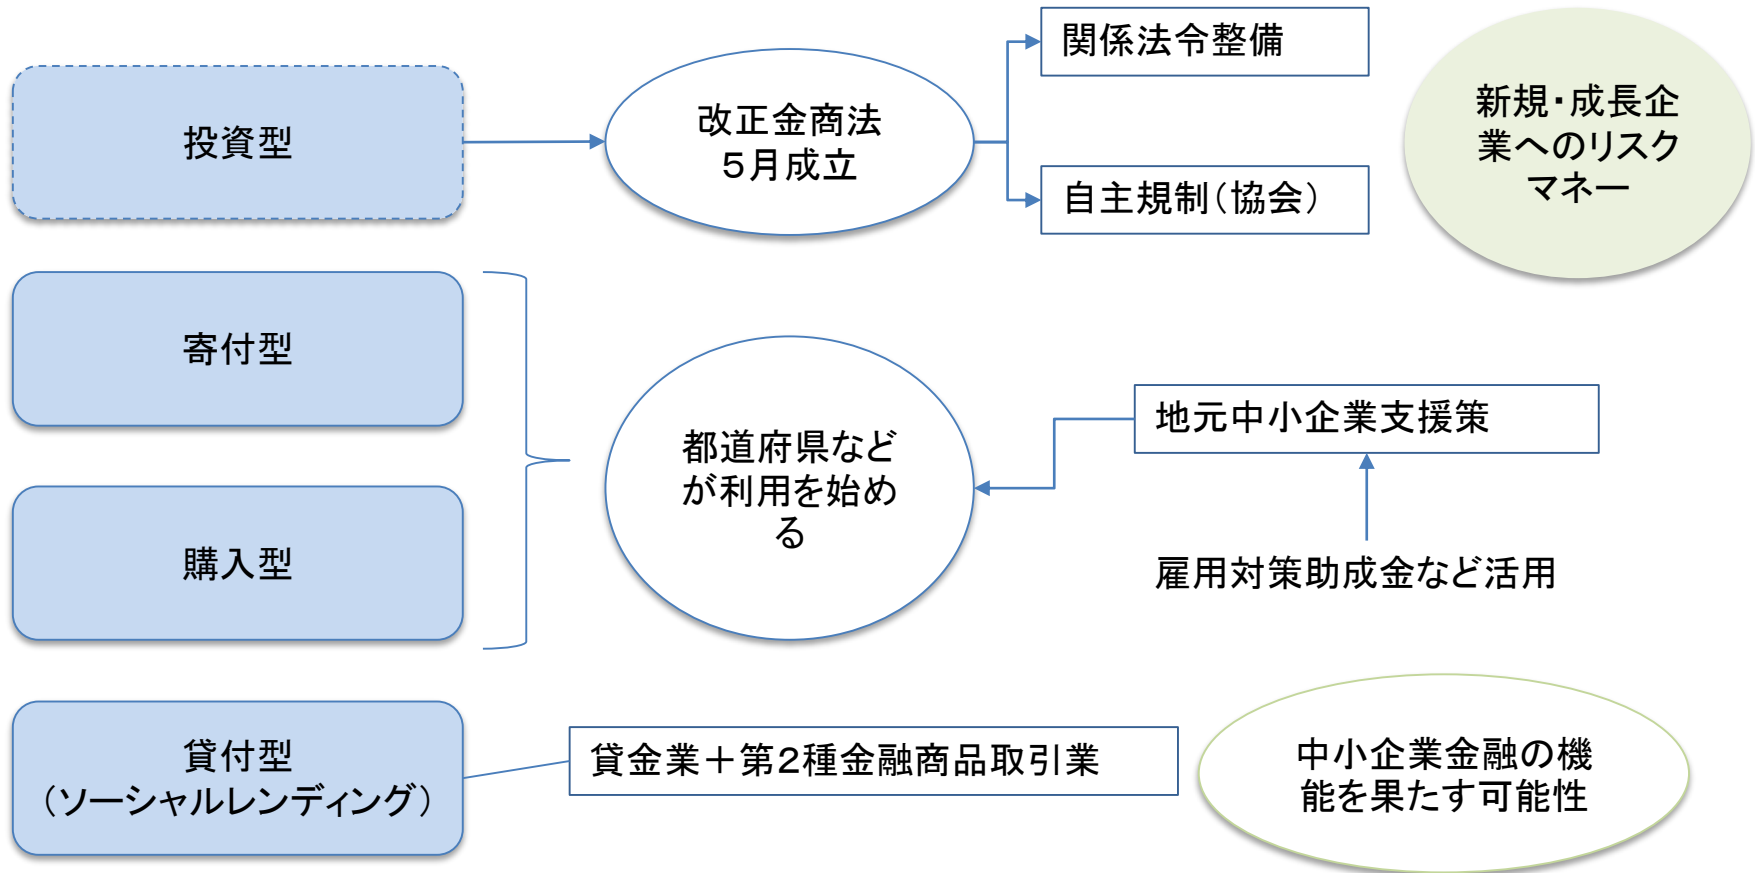 投資型
改正金商法
5月成立
関係法令整備
自主規制(協会)
新規・成長企
業へのリスク
マネー
寄付型
購入型
都道府県など
が利用を始め
る
地元中小企業支援策
雇用対策助成金など活用
貸付型
(ソーシャルレンディング)
貸金業+第2種金融商品取引業
中小企業金融の機
能を果たす可能性